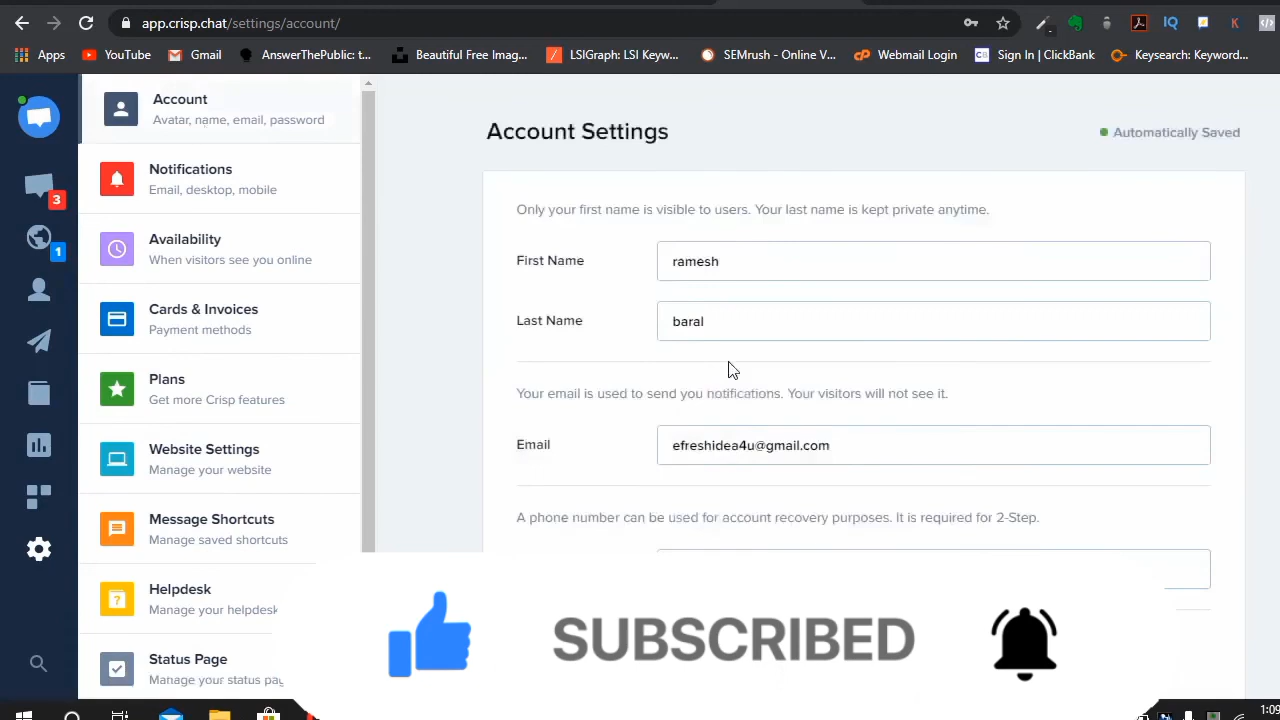 app.crisp.chat/settings/account/
Apps YouTube Gmail AnswerThePublic: t... Beautiful Free Imag... LSIGraph: LSI Keyw... SEMrush - Online V... Webmail Login Sign In | ClickBank Keysearch: Keyword...
Account
Avatar, name, email, password
Account Settings
Automatically Saved
Notifications
Email, desktop, mobile
3
Only your first name is visible to users. Your last name is kept private anytime.
Availability
When visitors see you online
1
First Name
ramesh
Cards & Invoices
Payment methods
Last Name
baral
Plans
Get more Crisp features
Your email is used to send you notifications. Your visitors will not see it.
Website Settings
Manage your website
Email
efreshidea4u@gmail.com
Message Shortcuts
Manage saved shortcuts
A phone number can be used for account recovery purposes. It is required for 2-Step.
Helpdesk
Manage your helpdesk
SUBSCRIBED
Status Page
Manage your status pag
1:09